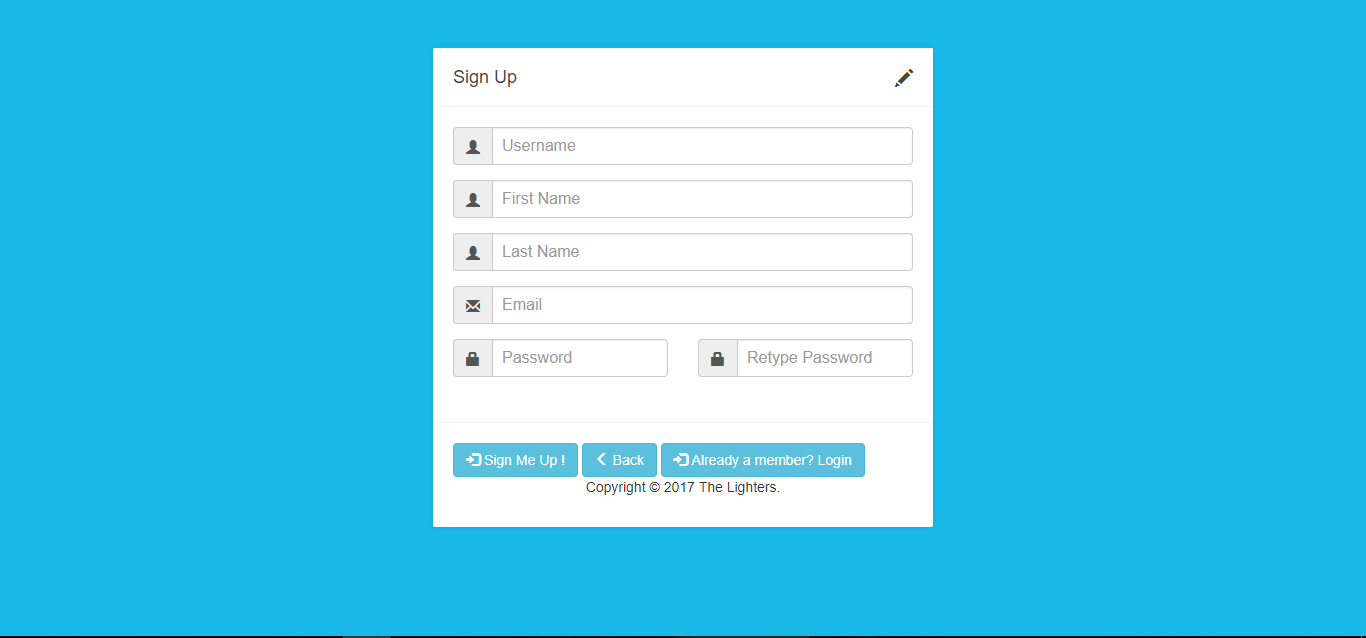 Sign Up
Username
First Name
Last Name
Email
Password Retype Password
Sign Me Up ! Back Already a member? Login
Copyright © 2017 The Lighters.